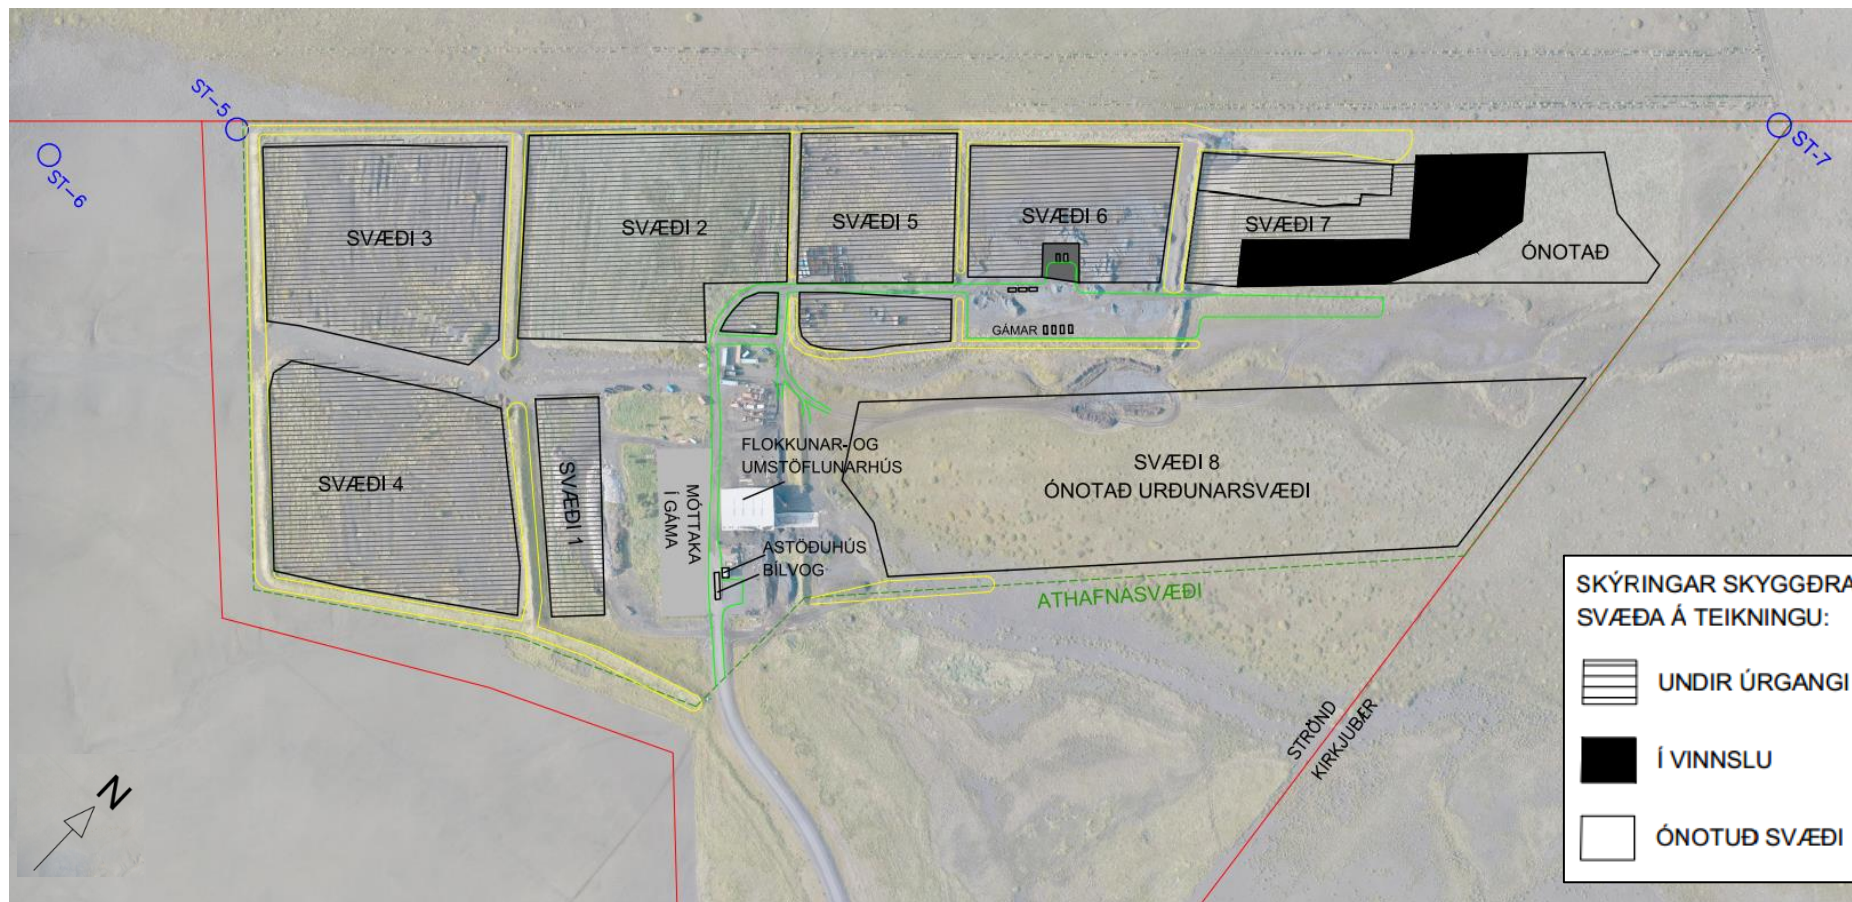 ST-5
ST-6
ST-7
SVÆÐI 3
SVÆÐI 2
SVÆÐI 5
SVÆÐI 6
SVÆÐI 7
ÓNOTAÐ
GÁMAR
SVÆÐI 4
SVÆÐI 1
MÓTTAKA
Í GÁMA
FLOKKUNAR- OG
UMSTÖFLUNARHÚS
ASTÖÐUHÚS
BÍLVOG
SVÆÐI 8
ÓNOTAÐ URÐUNARSVÆÐI
ATHAFNASVÆÐI
STRÖND
KIRKJUBÆR
N
SKÝRINGAR SKYGGÐRA
SVÆÐA Á TEIKNINGU:
UNDIR ÚRGANGI
Í VINNSLU
ÓNOTUÐ SVÆÐI